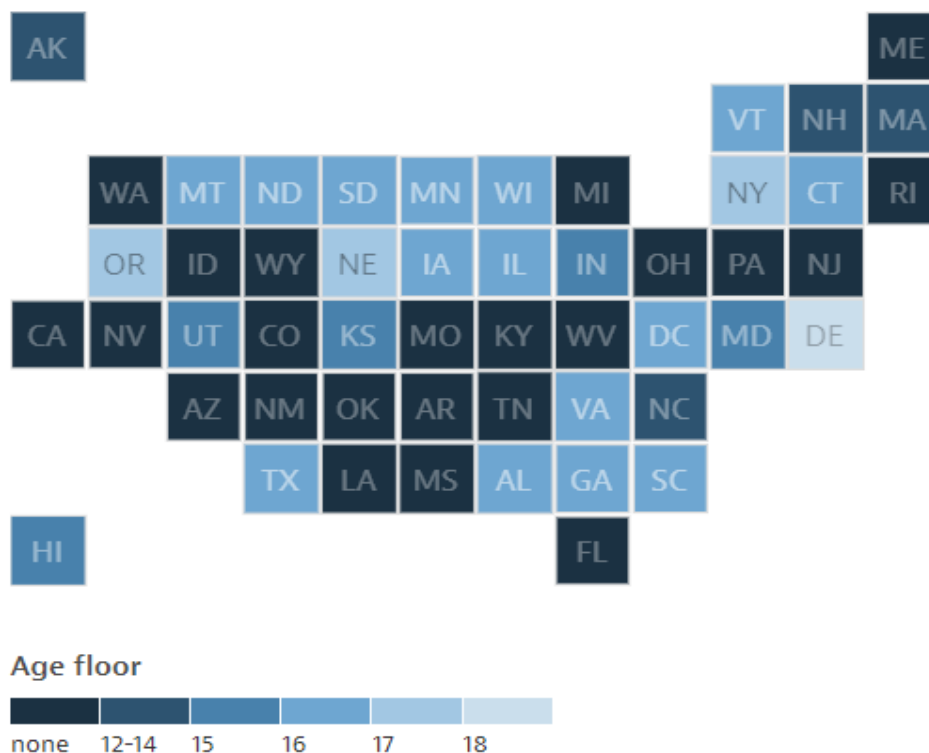 AK ME
VT NH MA
WA MT ND SD MN WI MI NY CT RI
OR ID WY NE IA IL IN OH PA NJ
CA NV UT CO KS MO KY WV DC MD DE
AZ NM OK AR TN VA NC
TX LA MS AL GA SC
HI FL
Age floor
none 12-14 15 16 17 18